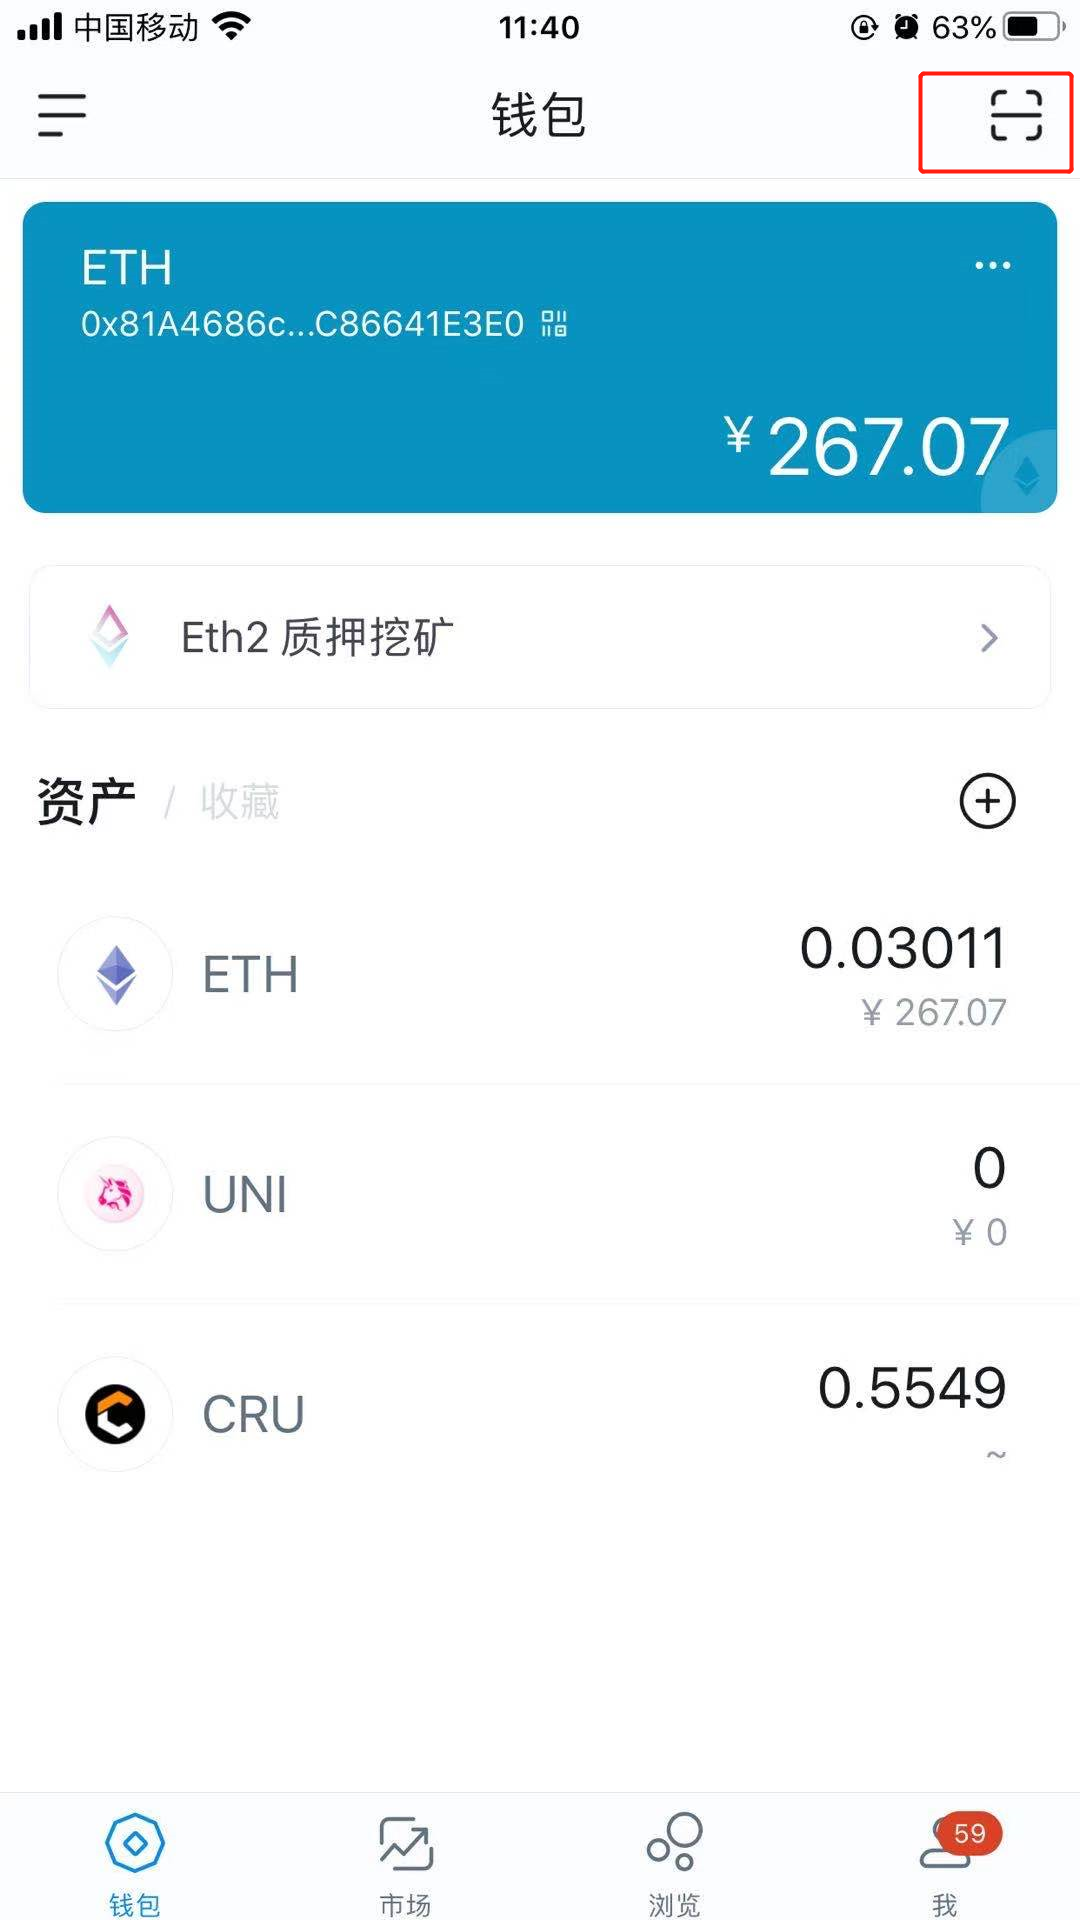 中国移动 11:40 63%
钱包
ETH
0x81A4686c...C86641E3E0
¥ 267.07
Eth2 质押挖矿
资产 / 收藏
ETH 0.03011
¥ 267.07
UNI 0
¥ 0
CRU 0.5549
~
59
钱包 市场 浏览 我